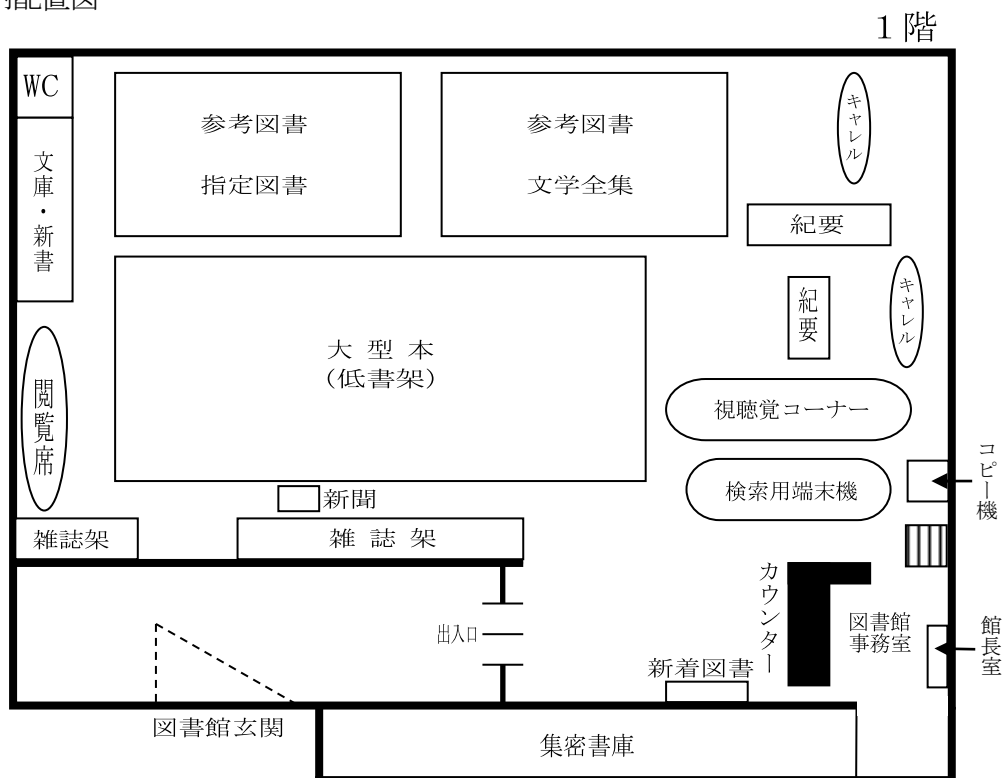 配置図
1 階
WC
文庫・新書
参考図書
指定図書
参考図書
文学全集
キャレル
紀要
紀要
キャレル
大 型 本
(低書架)
閲覧席
視聴覚コーナー
検索用端末機
コピー機
新聞
雑誌架
雑 誌 架
カウンター
図書館
事務室
館長室
出入口
新着図書
図書館玄関
集密書庫